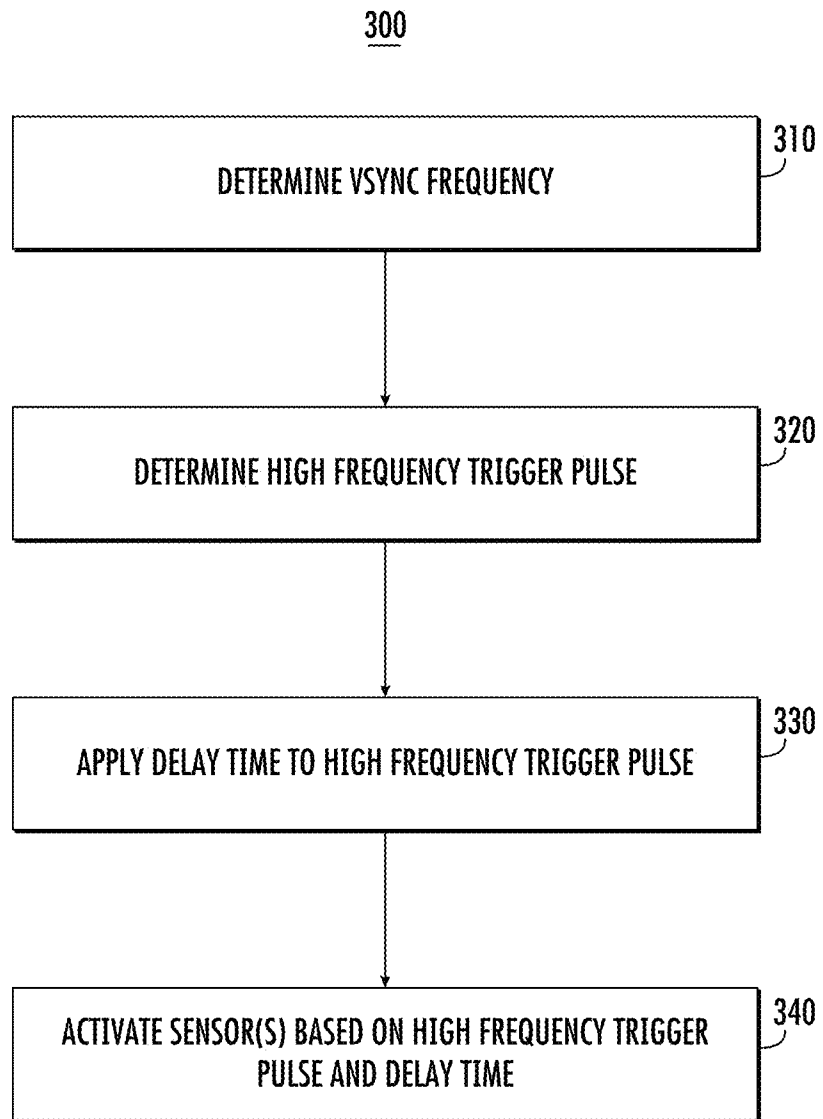 300
310
DETERMINE VSYNC FREQUENCY
320
DETERMINE HIGH FREQUENCY TRIGGER PULSE
330
APPLY DELAY TIME TO HIGH FREQUENCY TRIGGER PULSE
340
ACTIVATE SENSOR(S) BASED ON HIGH FREQUENCY TRIGGER
PULSE AND DELAY TIME